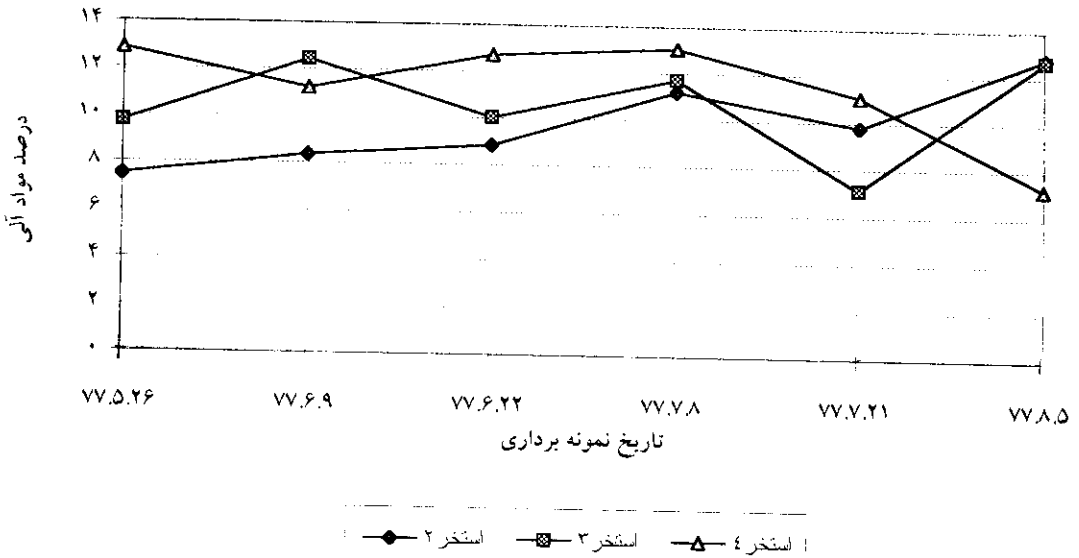 ۱۴
۱۲
۱۰
۸
۶
۴
۲
۰
درصد مواد آلی
۷۷.۵.۲۶ ۷۷.۶.۹ ۷۷.۶.۲۲ ۷۷.۷.۸ ۷۷.۷.۲۱ ۷۷.۸.۵
تاریخ نمونه برداری
استخر ۲ استخر ۳ استخر ٤